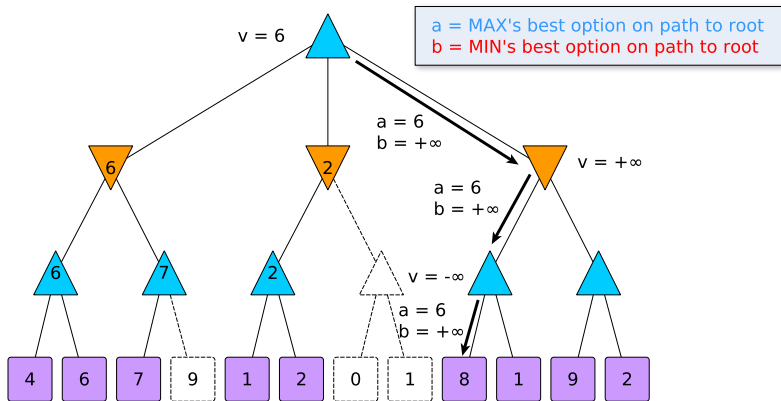 v = 6
a = MAX's best option on path to root
b = MIN's best option on path to root
a = 6
b = +∞
6
2
v = +∞
a = 6
b = +∞
6
7
2
v = -∞
a = 6
b = +∞
4
6
7
9
1
2
0
1
8
1
9
2